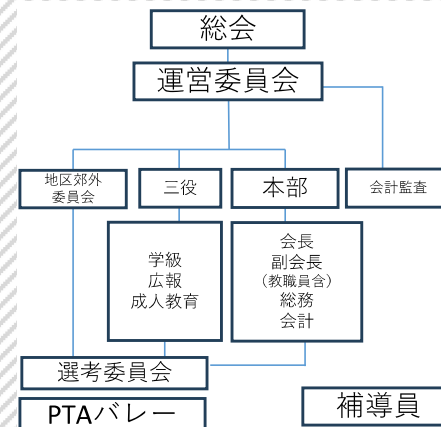 総会
運営委員会
地区郊外
委員会
三役
本部
会計監査
学級
広報
成人教育
会長
副会長
（教職員含）
総務
会計
選考委員会
PTAバレー
補導員